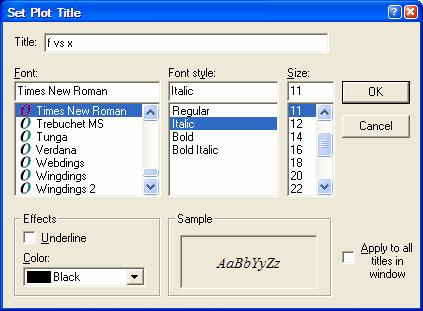 Set Plot Title
Title: f vs x
Font: Font style: Size:
Times New Roman Italic 11
Times New Roman Regular 11
Trebuchet MS Italic 12
Tunga Bold 14
Verdana Bold Italic 16
Webdings 18
Wingdings 20
Wingdings 2 22
OK
Cancel
Effects
Underline
Color:
Black
Sample
AaBbYyZz
Apply to all
titles in
window